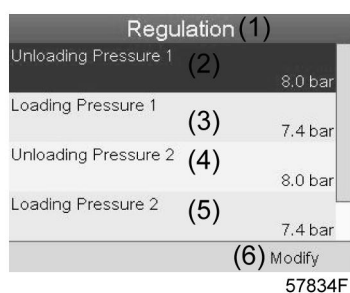 Regulation (1)
Unloading Pressure 1
(2)
8.0 bar
Loading Pressure 1
(3)
7.4 bar
Unloading Pressure 2
(4)
8.0 bar
Loading Pressure 2
(5)
7.4 bar
(6) Modify
57834F